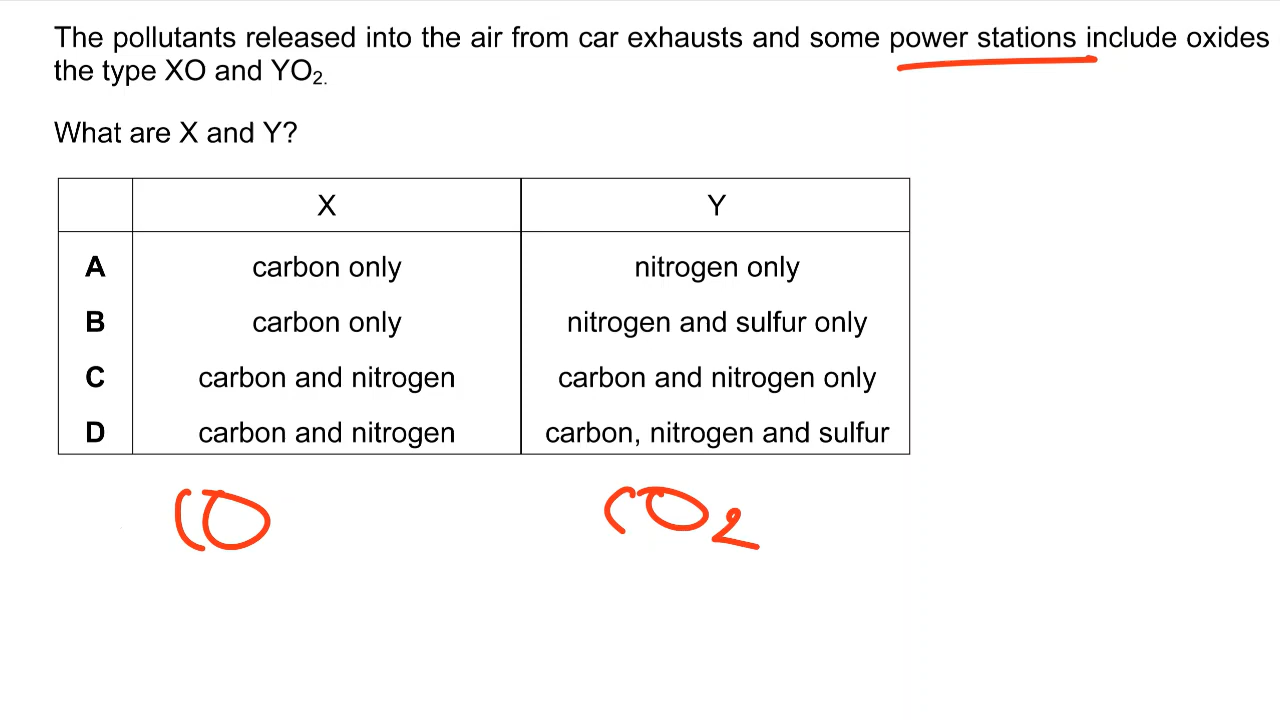 The pollutants released into the air from car exhausts and some power stations include oxides
the type XO and YO₂.
What are X and Y?
X Y
A carbon only nitrogen only
B carbon only nitrogen and sulfur only
C carbon and nitrogen carbon and nitrogen only
D carbon and nitrogen carbon, nitrogen and sulfur
CO CO₂